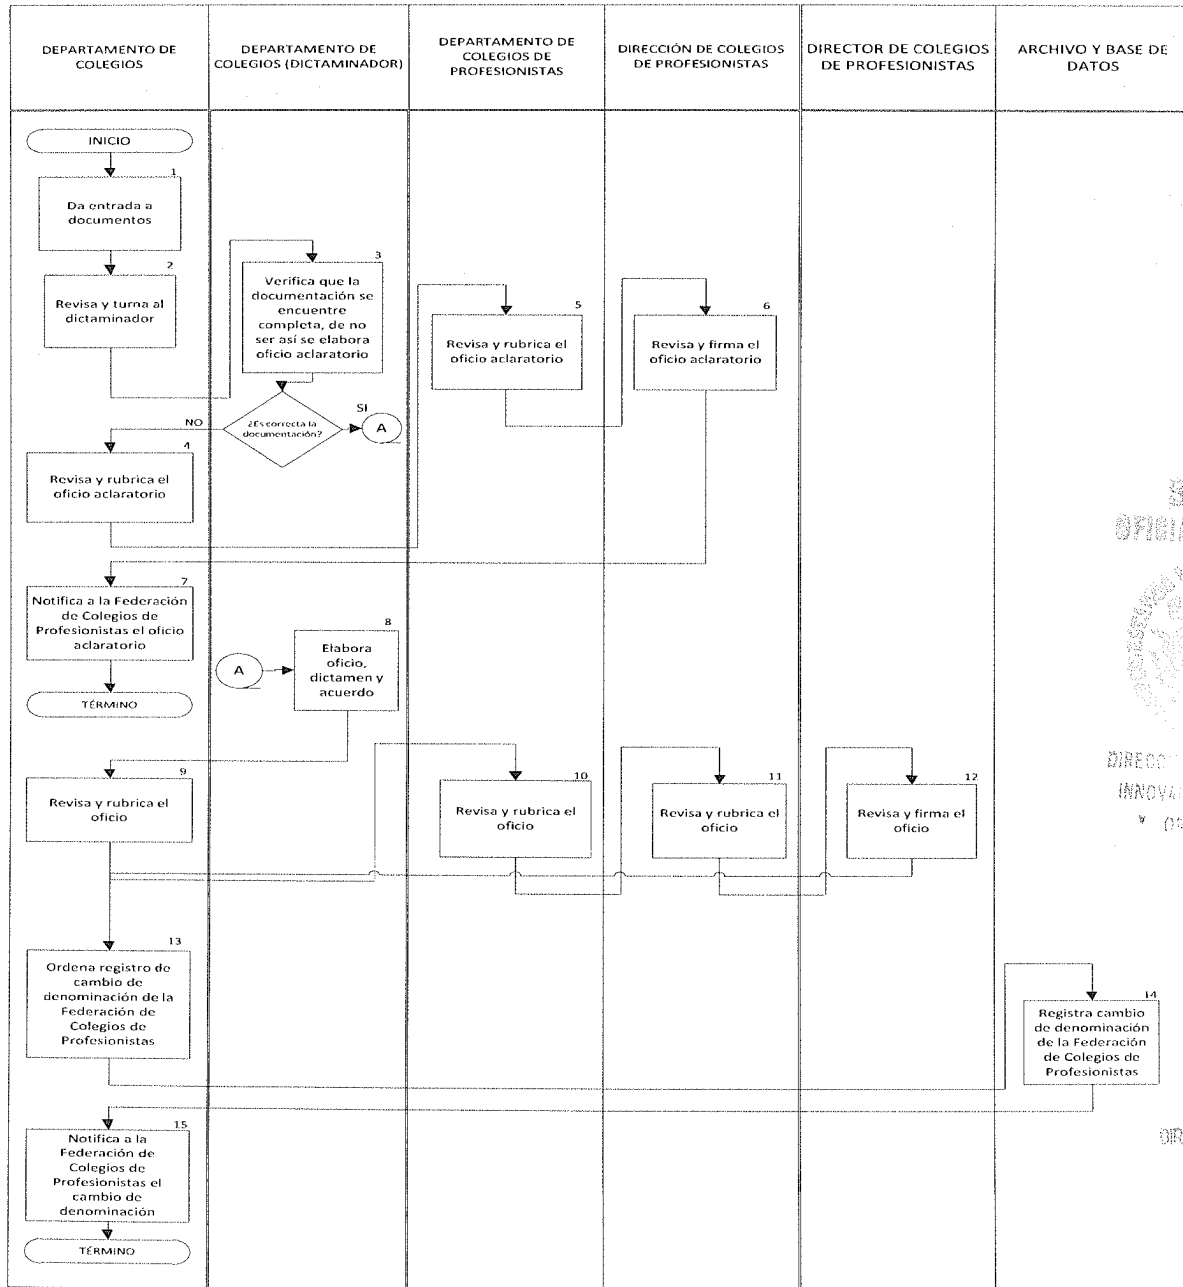 DEPARTAMENTO DE
COLEGIOS
DEPARTAMENTO DE
COLEGIOS (DICTAMINADOR)
DEPARTAMENTO DE
COLEGIOS DE
PROFESIONISTAS
DIRECCIÓN DE COLEGIOS
DE PROFESIONISTAS
DIRECTOR DE COLEGIOS
DE PROFESIONISTAS
ARCHIVO Y BASE DE
DATOS
INICIO
1
Da entrada a
documentos
2
Revisa y turna al
dictaminador
3
Verifica que la
documentación se
encuentre
completa, de no
ser así se elabora
oficio aclaratorio
¿Es correcta la
documentación?
SI
A
NO
4
Revisa y rubrica el
oficio aclaratorio
5
Revisa y rubrica el
oficio aclaratorio
6
Revisa y firma el
oficio aclaratorio
7
Notifica a la Federación
de Colegios de
Profesionistas el oficio
aclaratorio
TÉRMINO
A
8
Elabora
oficio,
dictamen y
acuerdo
9
Revisa y rubrica el
oficio
10
Revisa y rubrica el
oficio
11
Revisa y rubrica el
oficio
12
Revisa y firma el
oficio
13
Ordena registro de
cambio de
denominación de la
Federación de
Colegios de
Profesionistas
14
Registra cambio
de denominación
de la Federación
de Colegios de
Profesionistas
15
Notifica a la
Federación de
Colegios de
Profesionistas el
cambio de
denominación
TÉRMINO